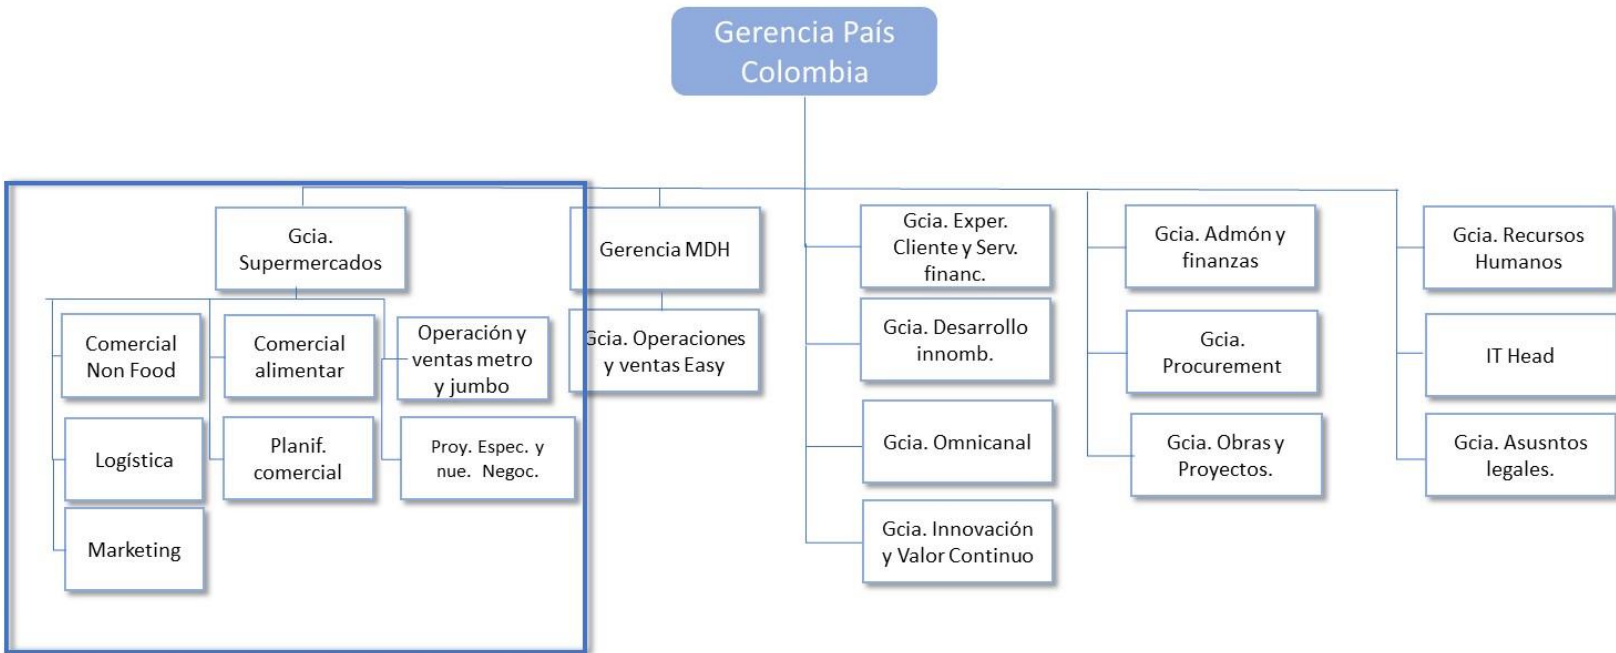 Gerencia País
Colombia
Gcia.
Supermercados
Gerencia MDH
Gcia. Exper.
Cliente y Serv.
financ.
Gcia. Admón y
finanzas
Gcia. Recursos
Humanos
Comercial
Non Food
Comercial
alimentar
Operación y
ventas metro
y jumbo
Gcia. Operaciones
y ventas Easy
Gcia. Desarrollo
innomb.
Gcia.
Procurement
IT Head
Logística
Planif.
comercial
Proy. Espec. y
nue. Negoc.
Gcia. Omnicanal
Gcia. Obras y
Proyectos.
Gcia. Asusntos
legales.
Marketing
Gcia. Innovación
y Valor Continuo